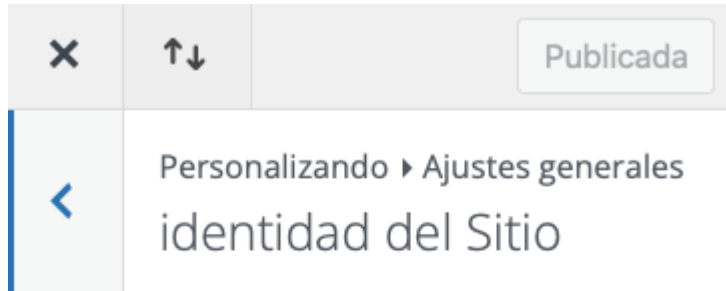 Publicada
Personalizando ▸ Ajustes generales
identidad del Sitio